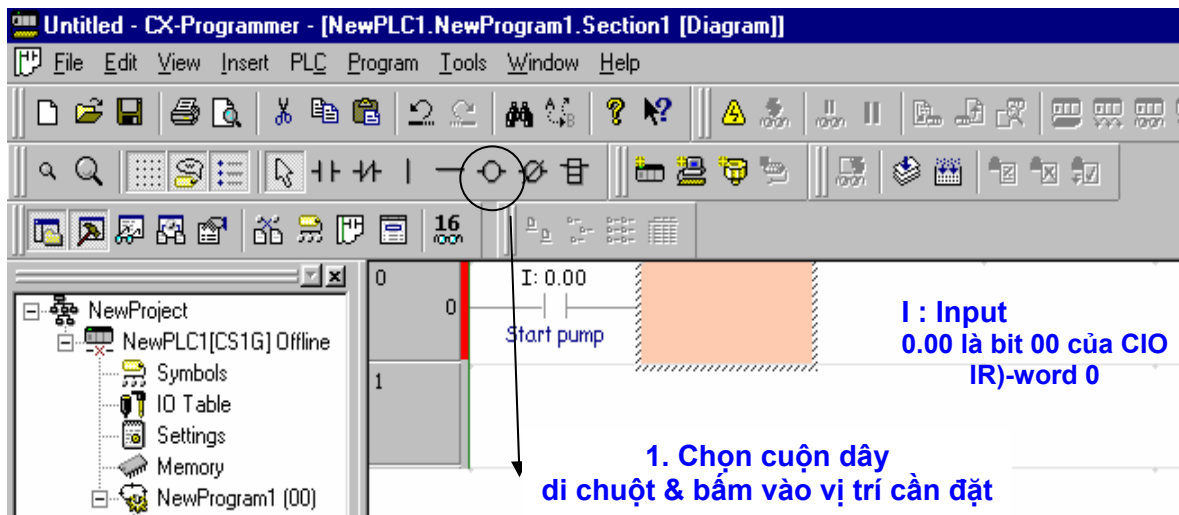 Untitled - CX-Programmer - [NewPLC1.NewProgram1.Section1 [Diagram]]
File Edit View Insert PLC Program Tools Window Help
16
0
0
I: 0.00
Start pump
I : Input
0.00 là bit 00 của CIO
IR)-word 0
NewProject
NewPLC1[CS1G] Offline
Symbols
1
IO Table
Settings
Memory
NewProgram1 (00)
1. Chọn cuộn dây
di chuột & bấm vào vị trí cần đặt